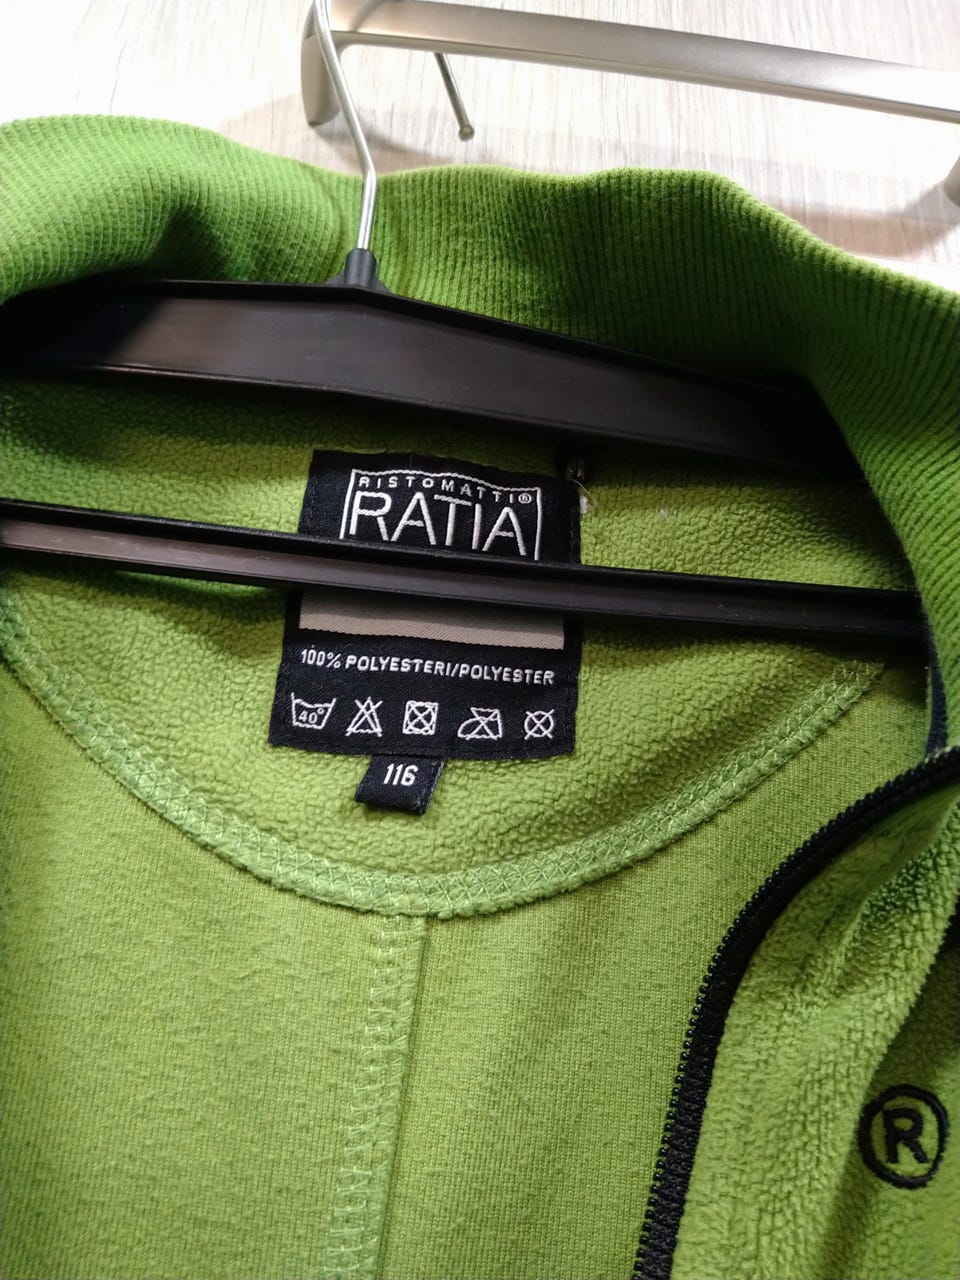 RISTOMATTI®
RATIA
100% POLYESTERI/POLYESTER
40°
116
R